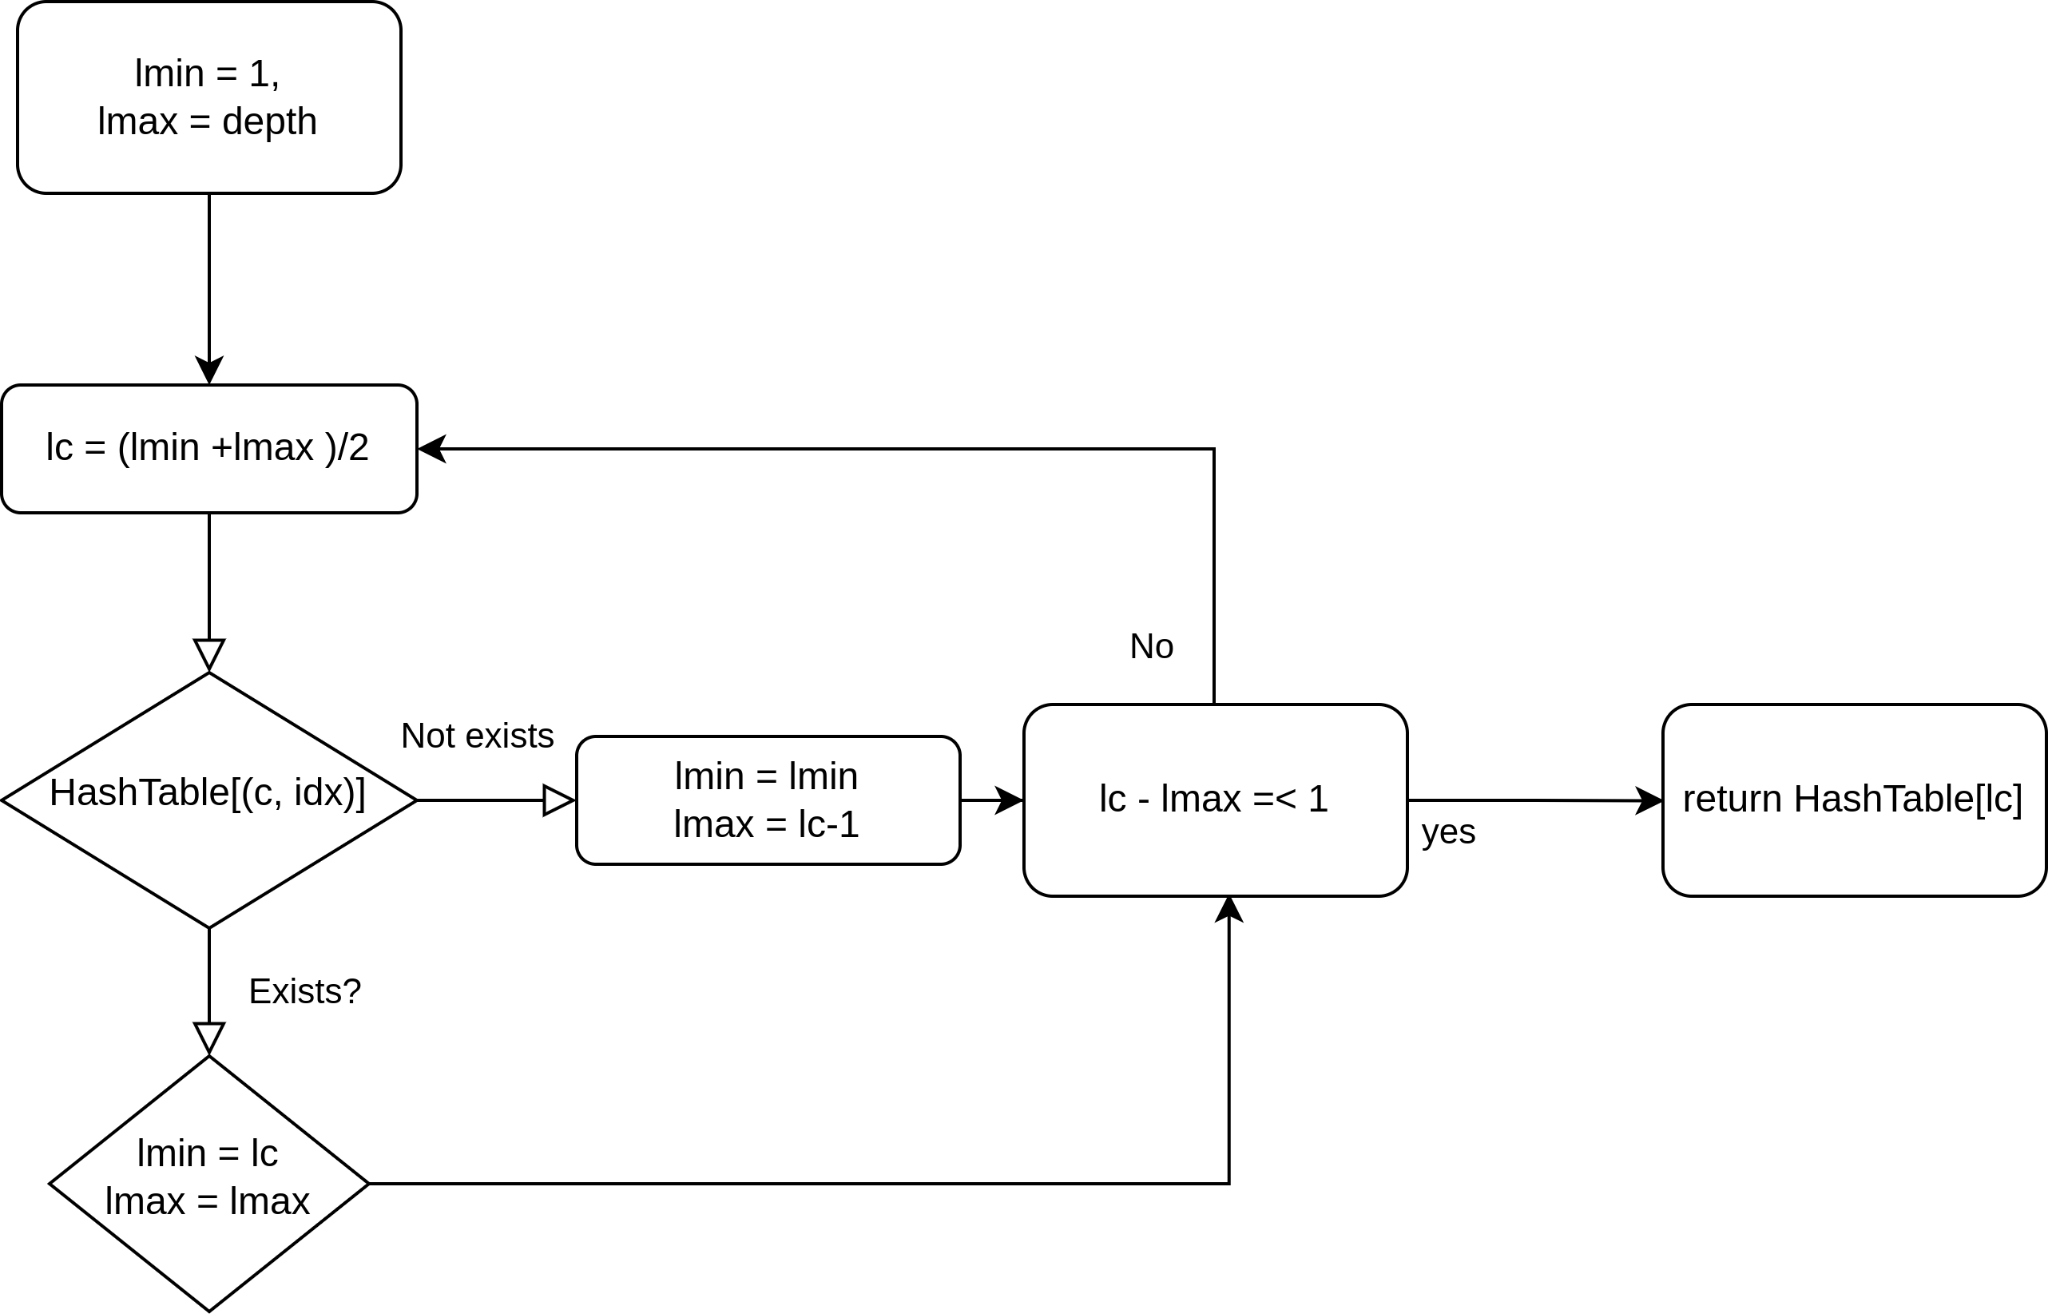 lmin = 1,
lmax = depth
lc = (lmin +lmax )/2
No
Not exists
HashTable[(c, idx)]
lmin = lmin
lmax = lc-1
lc - lmax =< 1
yes
return HashTable[lc]
Exists?
lmin = lc
lmax = lmax